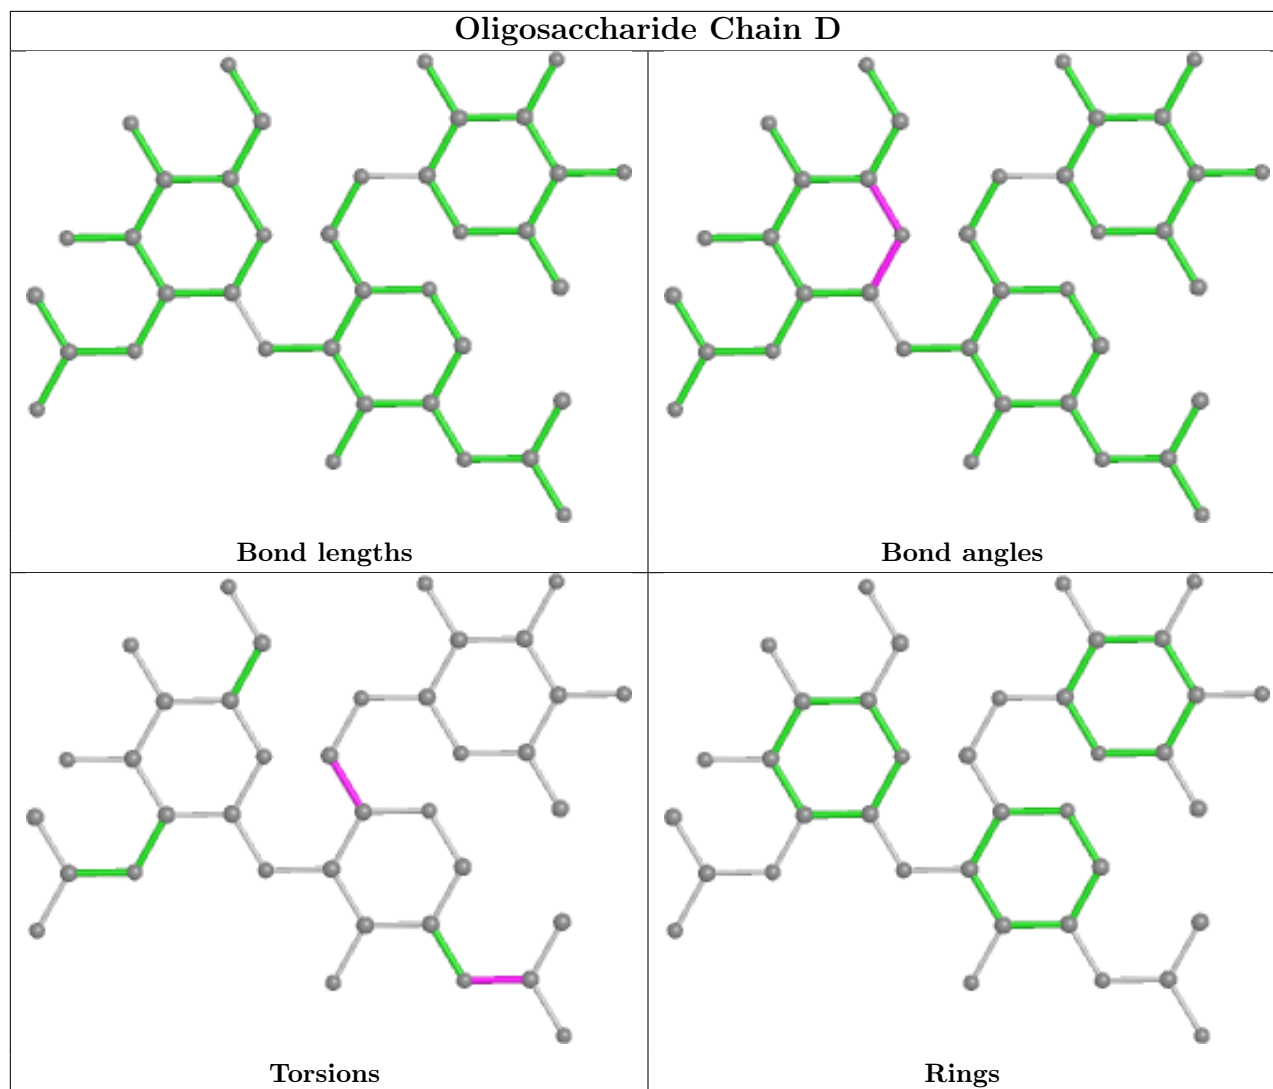 Oligosaccharide Chain D
Bond lengths
Bond angles
Torsions
Rings